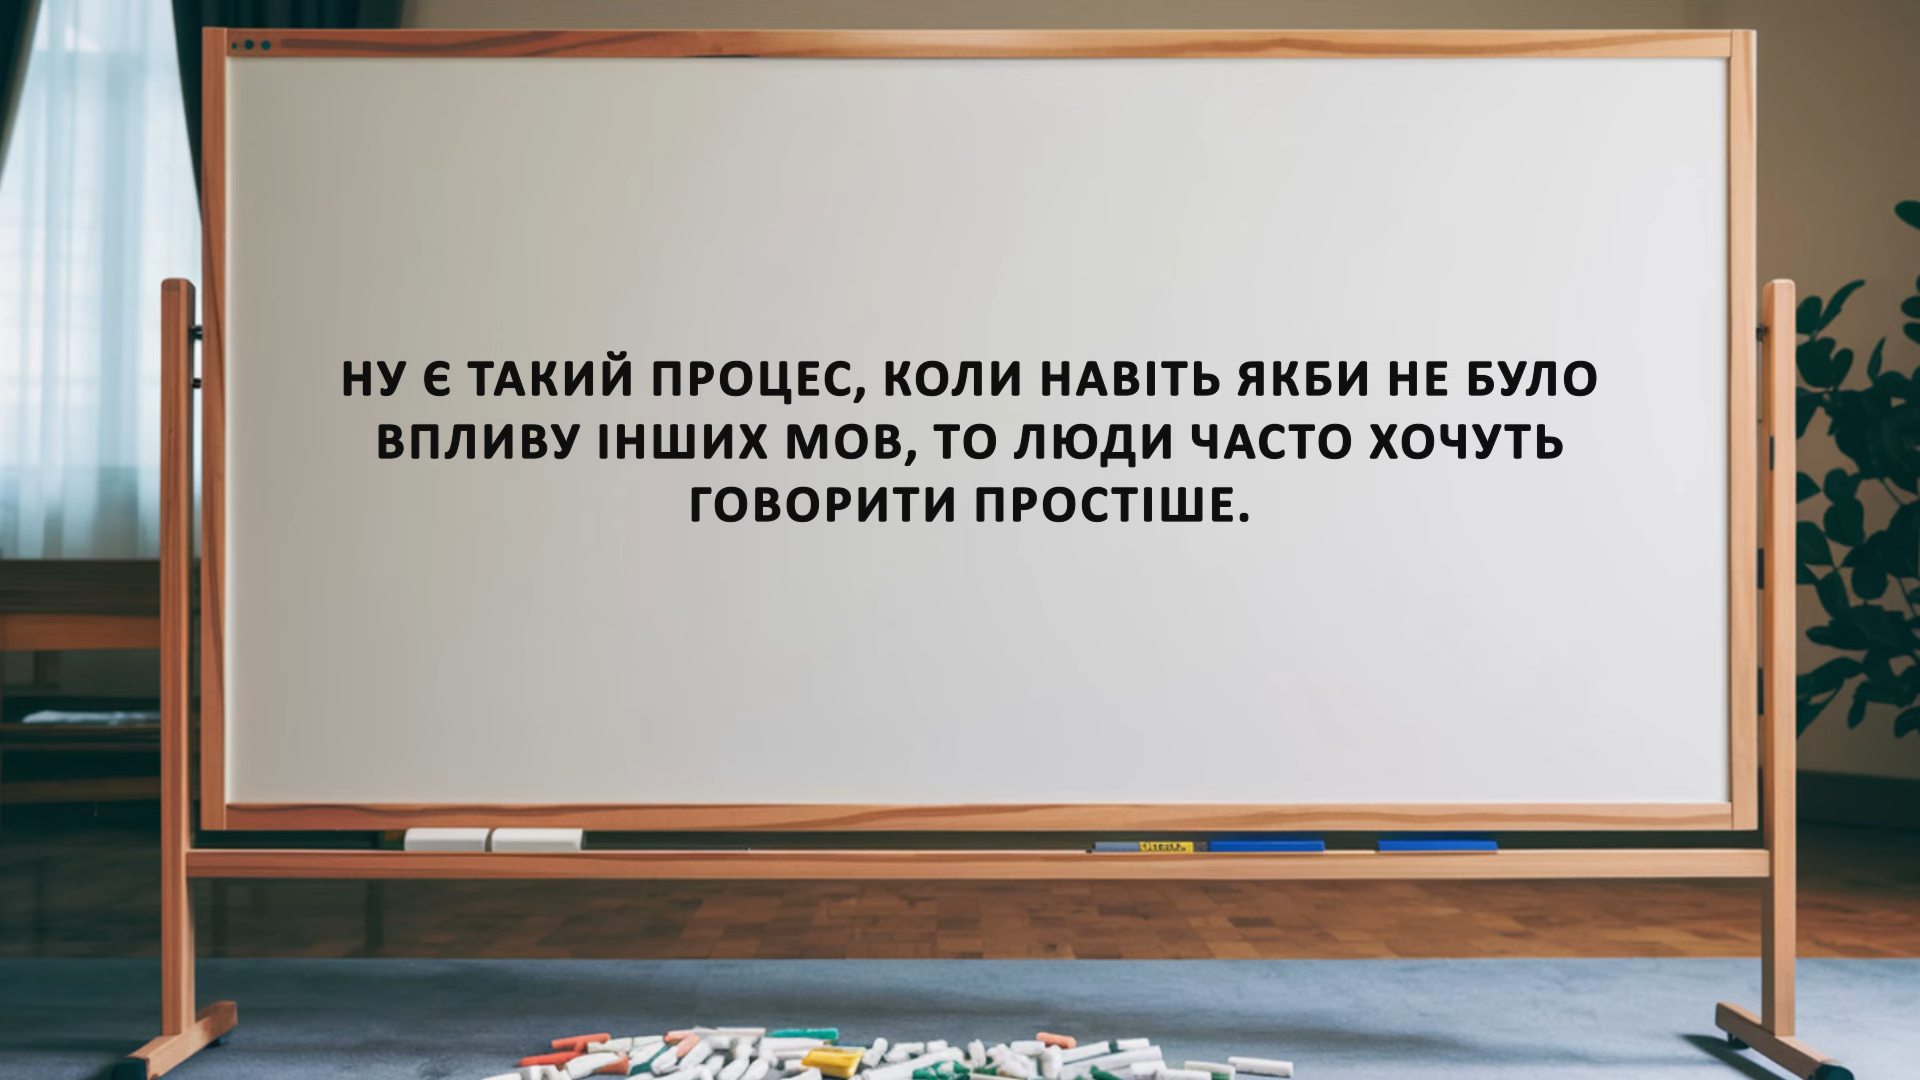 НУ Є ТАКИЙ ПРОЦЕС, КОЛИ НАВІТЬ ЯКБИ НЕ БУЛО
ВПЛИВУ ІНШИХ МОВ, ТО ЛЮДИ ЧАСТО ХОЧУТЬ
ГОВОРИТИ ПРОСТІШЕ.